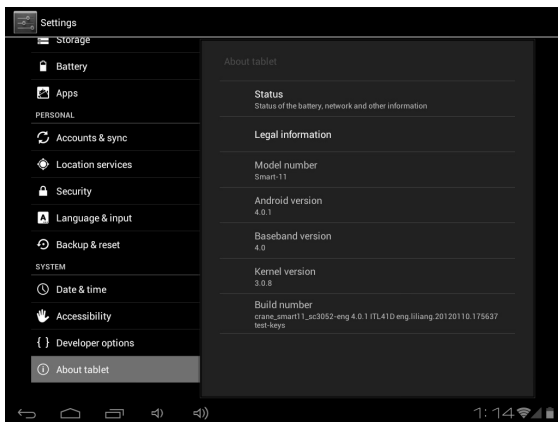 Settings
Storage
Battery
Apps
PERSONAL
Accounts & sync
Location services
Security
Language & input
Backup & reset
SYSTEM
Date & time
Accessibility
Developer options
About tablet
About tablet
Status
Status of the battery, network and other information
Legal information
Model number
Smart-11
Android version
4.0.1
Baseband version
4.0
Kernel version
3.0.8
Build number
crane_smart11_sc3052-eng 4.0.1 ITL41D eng.liliang.20120110.175637
test-keys
1:14